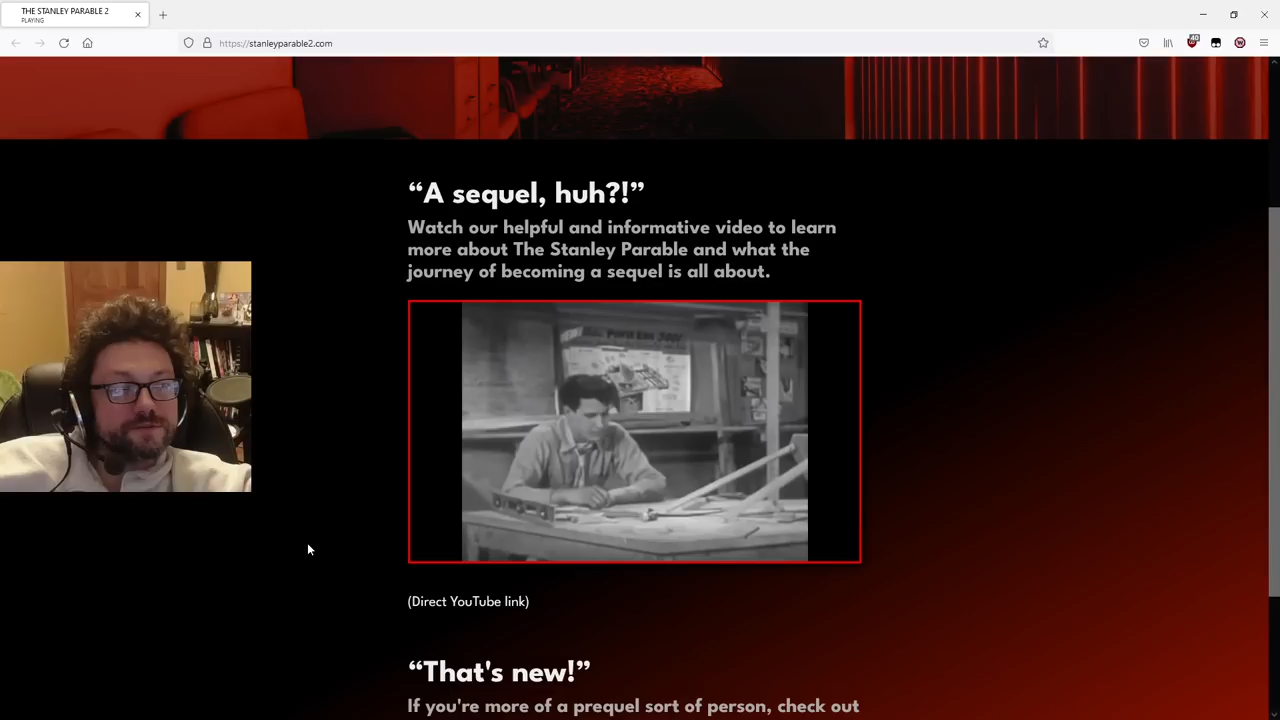 THE STANLEY PARABLE 2
PLAYING
https://stanleyparable2.com
40
“A sequel, huh?!”
Watch our helpful and informative video to learn
more about The Stanley Parable and what the
journey of becoming a sequel is all about.
(Direct YouTube link)
“That's new!”
If you're more of a prequel sort of person, check out